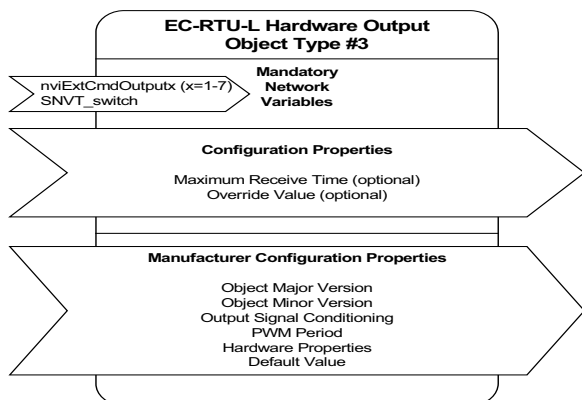 EC-RTU-L Hardware Output
Object Type #3
Mandatory
Network
Variables
nviExtCmdOutputx (x=1-7)
SNVT_switch
Configuration Properties
Maximum Receive Time (optional)
Override Value (optional)
Manufacturer Configuration Properties
Object Major Version
Object Minor Version
Output Signal Conditioning
PWM Period
Hardware Properties
Default Value